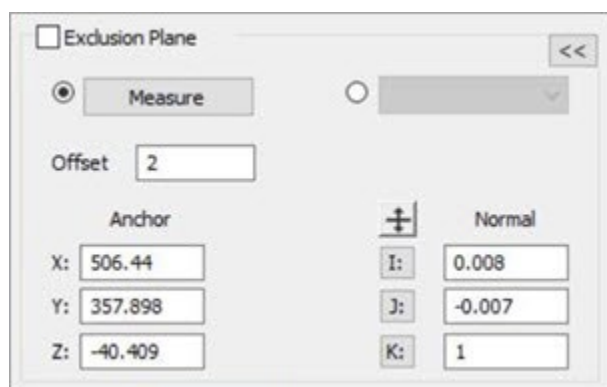 Exclusion Plane
<<
Measure
Offset 2
Anchor Normal
X: 506.44 I: 0.008
Y: 357.898 J: -0.007
Z: -40.409 K: 1